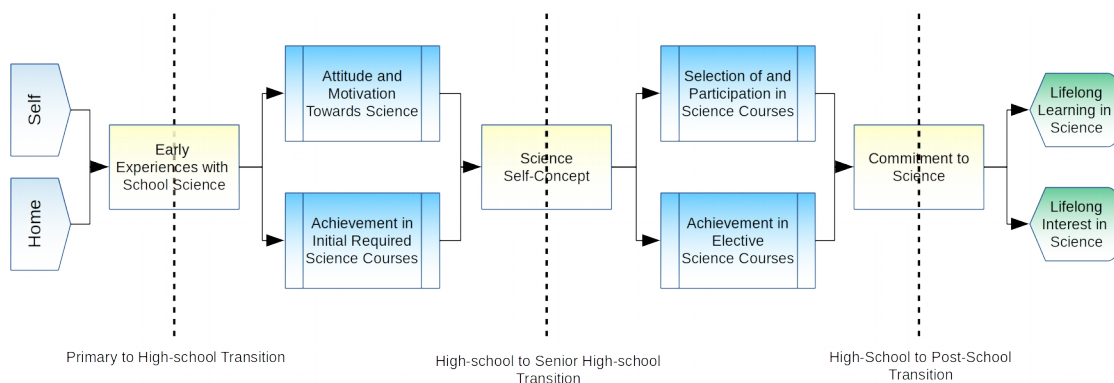 Self
Home
Early
Experiences with
School Science
Attitude and
Motivation
Towards Science
Achievement in
Initial Required
Science Courses
Science
Self-Concept
Selection of and
Participation in
Science Courses
Achievement in
Elective
Science Courses
Commitment to
Science
Lifelong
Learning in
Science
Lifelong
Interest in
Science
Primary to High-school Transition
High-school to Senior High-school
Transition
High-School to Post-School
Transition